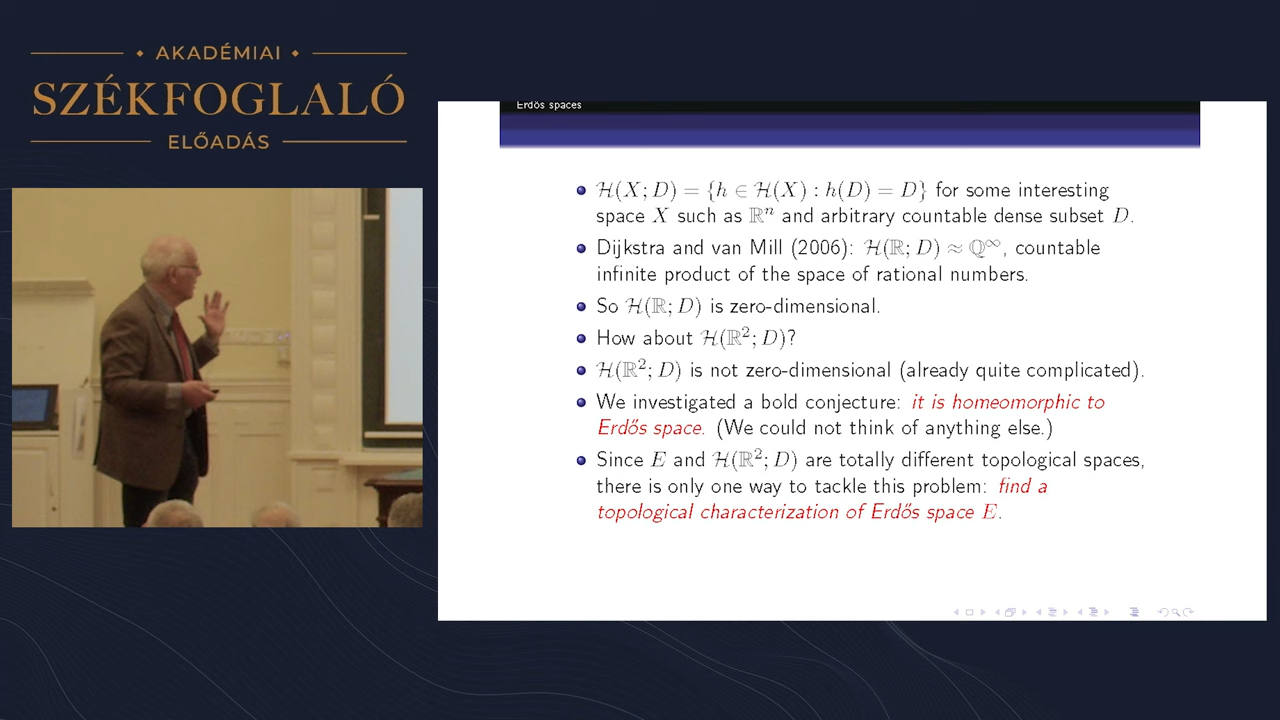 AKADÉMIAI
SZÉKFOGLALÓ
ELŐADÁS
Erdős spaces
ℋ(X; D) = {h ∈ ℋ(X) : h(D) = D} for some interesting
space X such as ℝⁿ and arbitrary countable dense subset D.
Dijkstra and van Mill (2006): ℋ(ℝ; D) ≈ ℚ^∞, countable
infinite product of the space of rational numbers.
So ℋ(ℝ; D) is zero-dimensional.
How about ℋ(ℝ²; D)?
ℋ(ℝ²; D) is not zero-dimensional (already quite complicated).
We investigated a bold conjecture: it is homeomorphic to
Erdős space. (We could not think of anything else.)
Since E and ℋ(ℝ²; D) are totally different topological spaces,
there is only one way to tackle this problem: find a
topological characterization of Erdős space E.